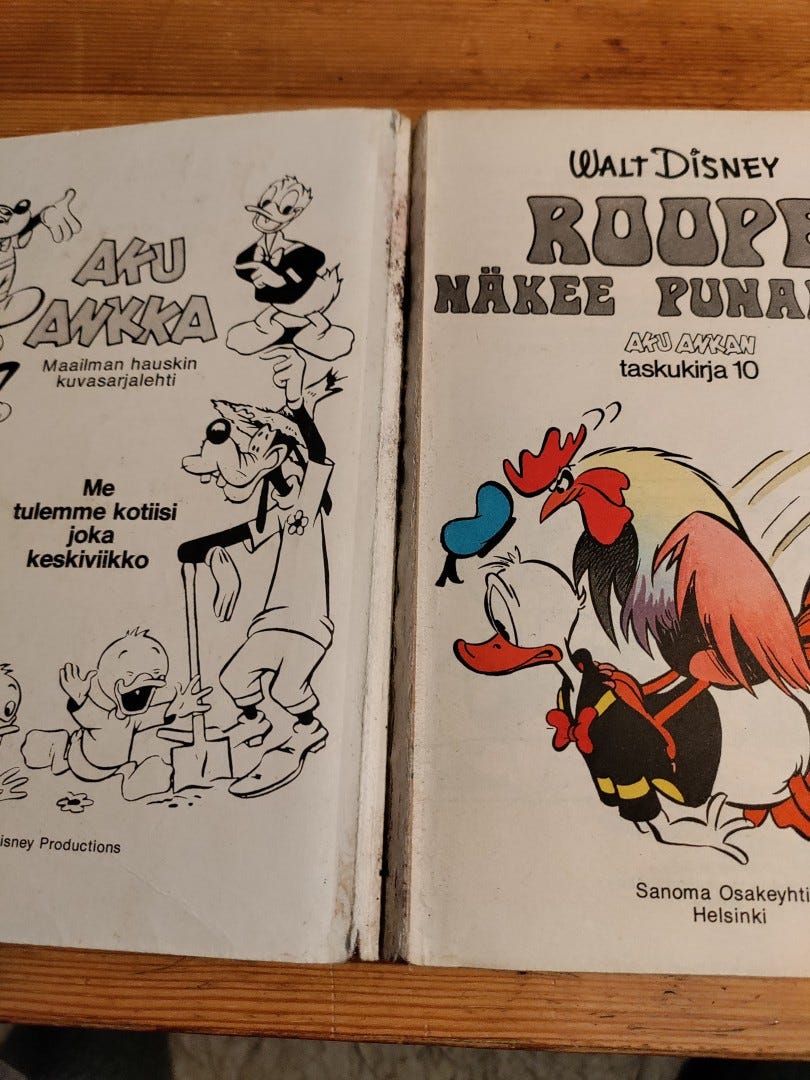 AKU
ANKKA
Maailman hauskin
kuvasarjalehti
Me
tulemme kotiisi
joka
keskiviikko
isney Productions
WALT DISNEY
ROOPE
NÄKEE PUNA
AKU ANKAN
taskukirja 10
Sanoma Osakeyhti
Helsinki